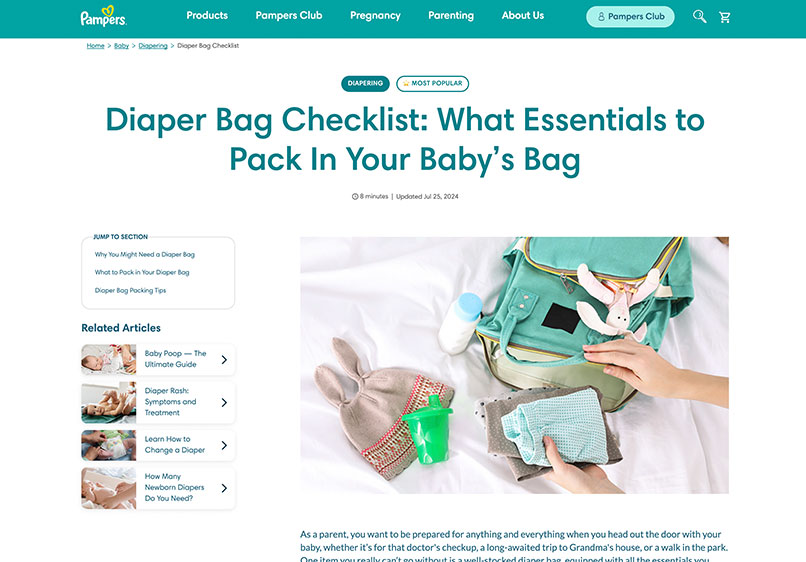 Pampers.
Products
Pampers Club
Pregnancy
Parenting
About Us
Pampers Club
Home > Baby > Diapering > Diaper Bag Checklist
DIAPERING
MOST POPULAR
Diaper Bag Checklist: What Essentials to
Pack In Your Baby’s Bag
8 minutes | Updated Jul 25, 2024
JUMP TO SECTION
Why You Might Need a Diaper Bag
What to Pack in Your Diaper Bag
Diaper Bag Packing Tips
Related Articles
Baby Poop — The
Ultimate Guide
Diaper Rash:
Symptoms and
Treatment
Learn How to
Change a Diaper
How Many
Newborn Diapers
Do You Need?
As a parent, you want to be prepared for anything and everything when you head out the door with your
baby, whether it’s for that doctor's checkup, a long-awaited trip to Grandma's house, or a walk in the park.
One item you really can’t go without is a well-stocked diaper bag, equipped with all the essentials you